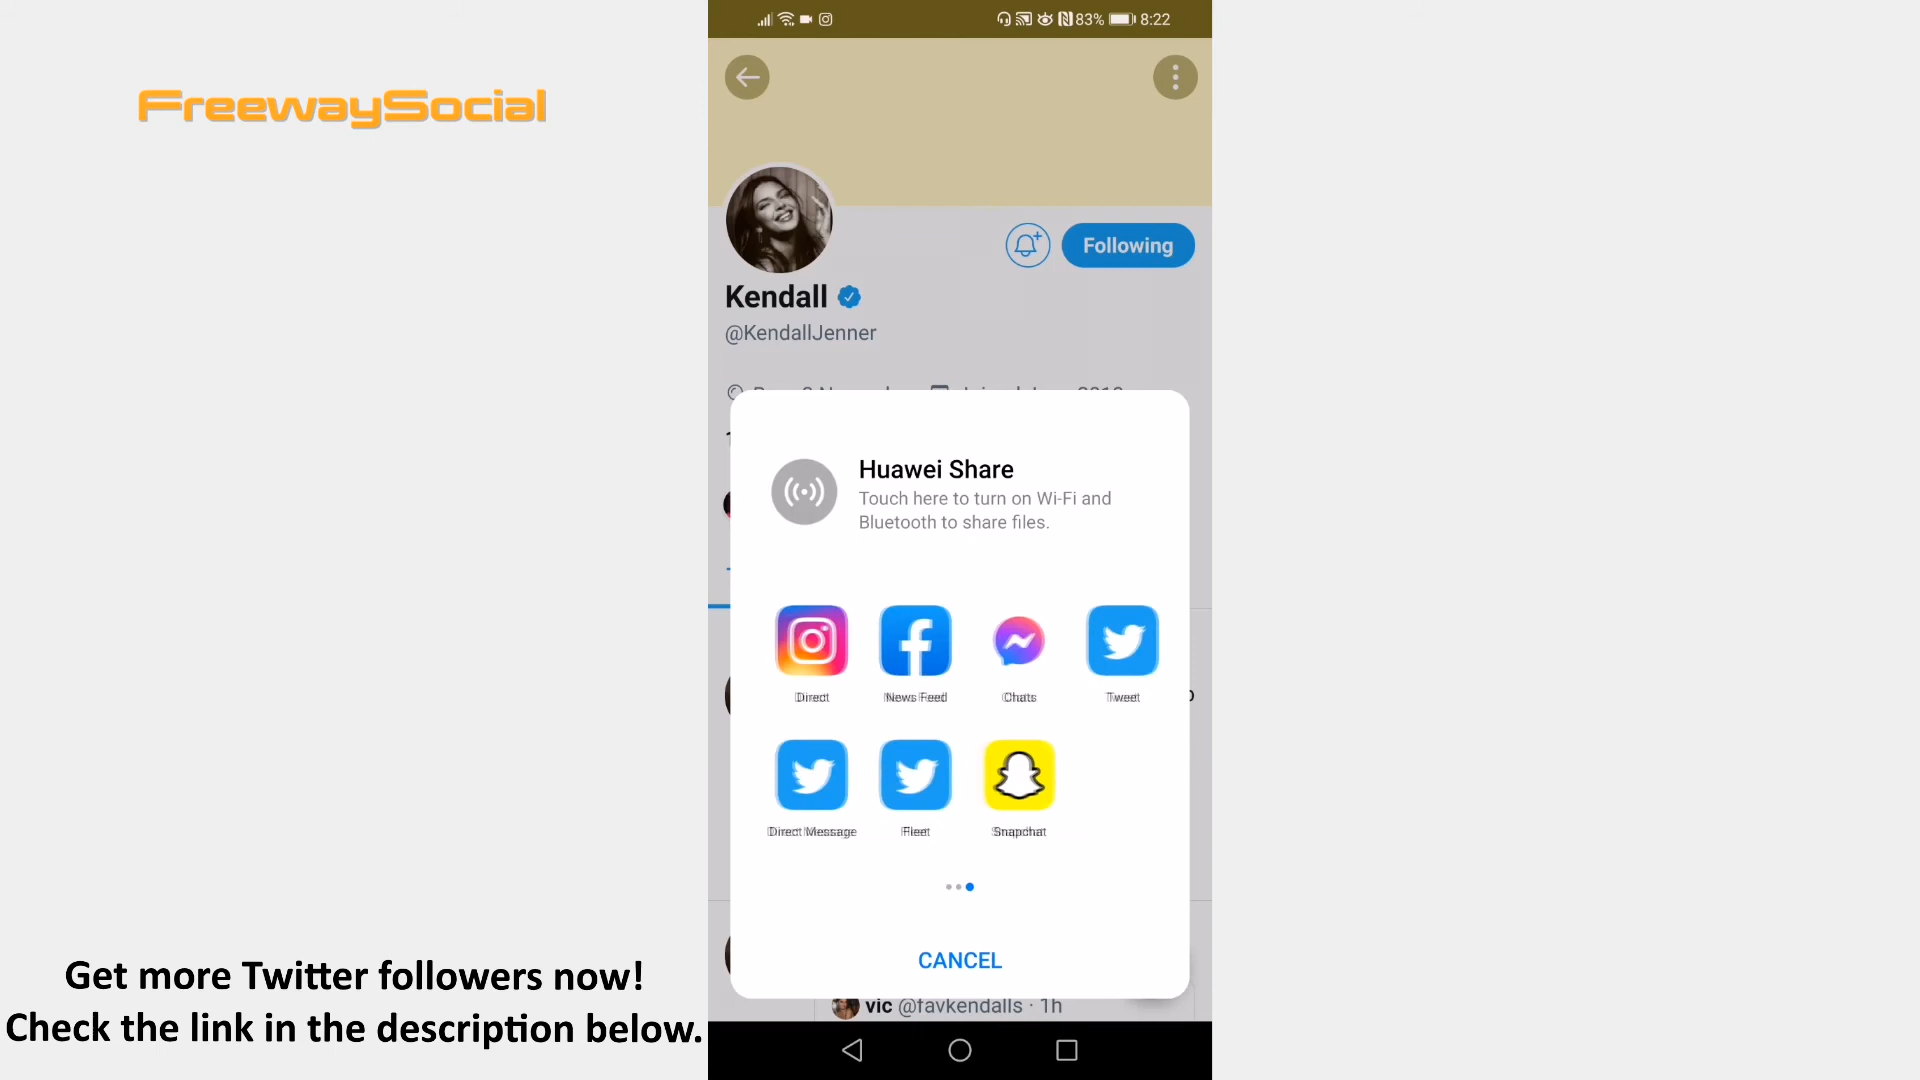 83% 8:22
FreewaySocial
Following
Kendall
@KendallJenner
Huawei Share
Touch here to turn on Wi-Fi and
Bluetooth to share files.
Direct News Feed Chats Tweet
Direct Message Fleet Snapchat
CANCEL
vic @favkendalls · 1h
Get more Twitter followers now!
Check the link in the description below.